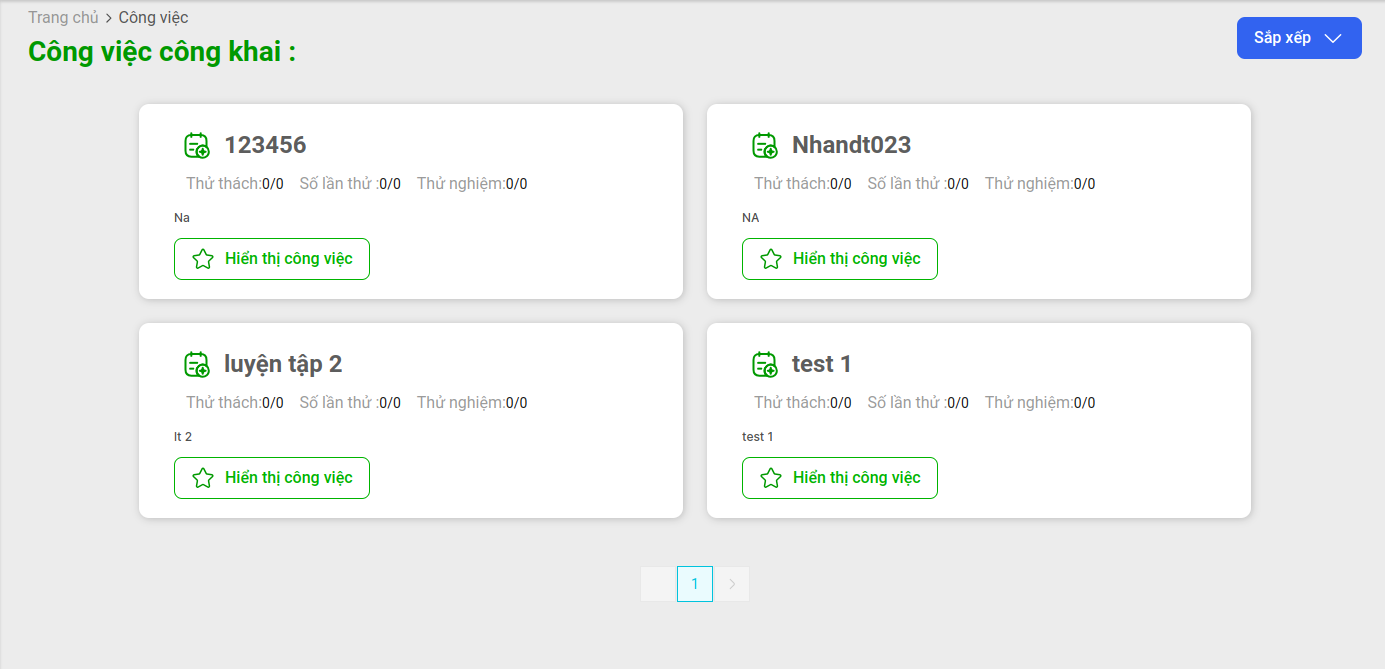 Trang chủ > Công việc
Công việc công khai :
Sắp xếp
123456
Thử thách:0/0 Số lần thử :0/0 Thử nghiệm:0/0
Na
Hiển thị công việc
Nhandt023
Thử thách:0/0 Số lần thử :0/0 Thử nghiệm:0/0
NA
Hiển thị công việc
luyện tập 2
Thử thách:0/0 Số lần thử :0/0 Thử nghiệm:0/0
lt 2
Hiển thị công việc
test 1
Thử thách:0/0 Số lần thử :0/0 Thử nghiệm:0/0
test 1
Hiển thị công việc
1